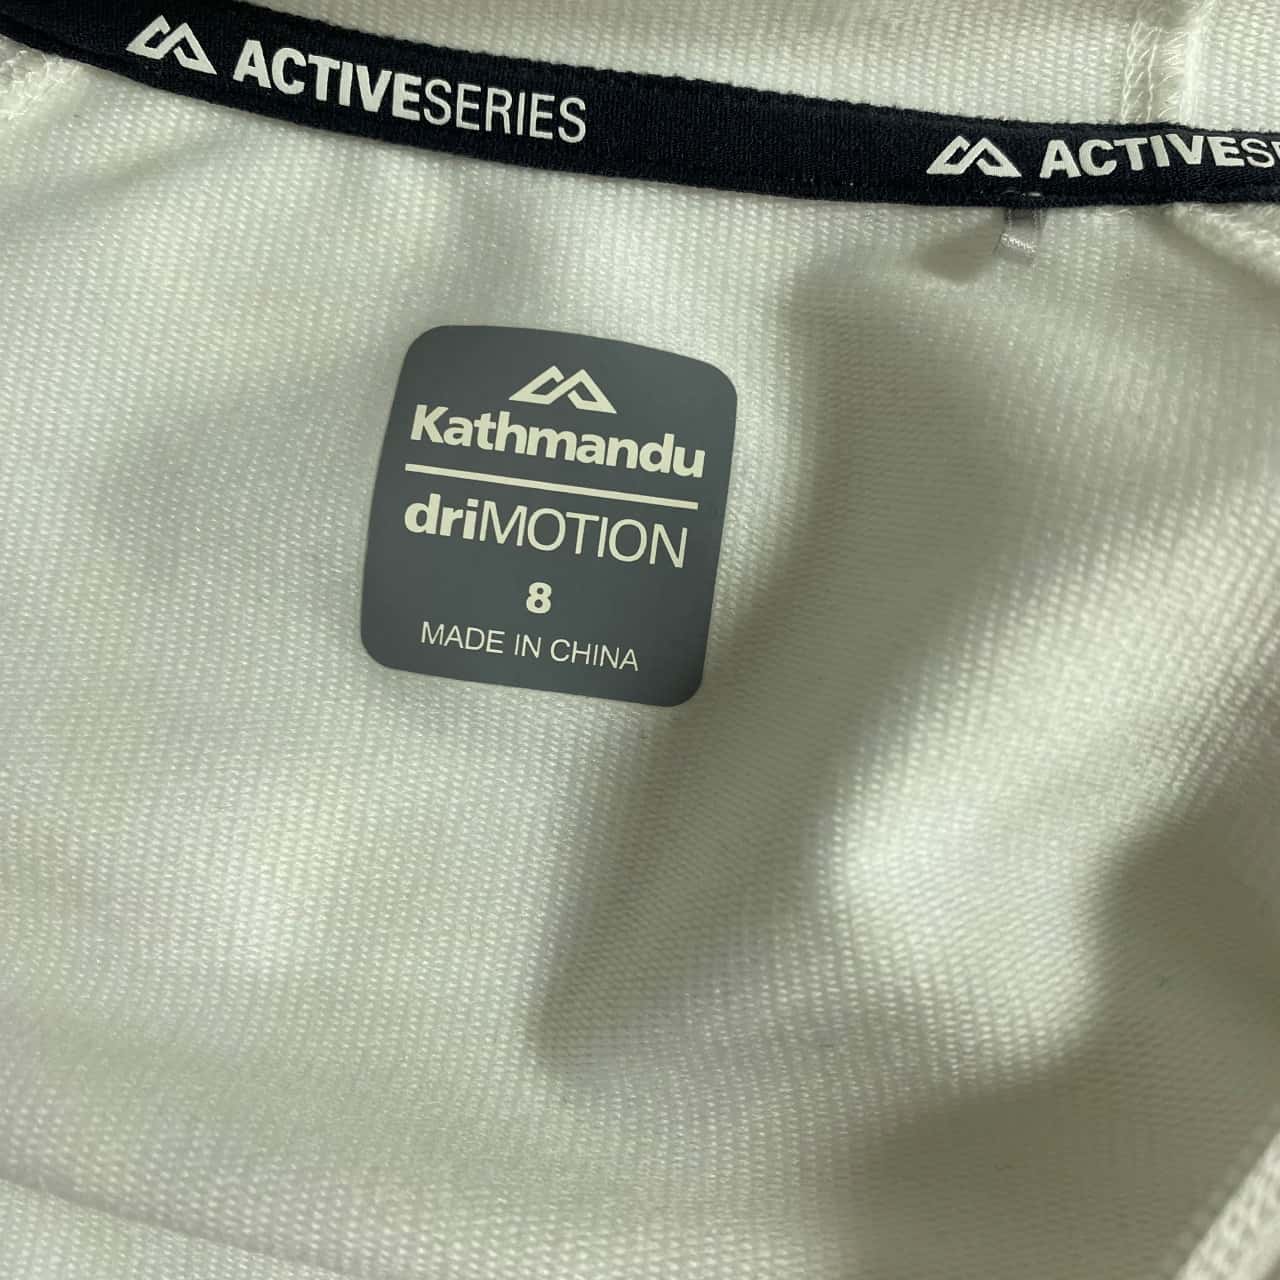 ACTIVESERIES ACTIVESE
Kathmandu
driMOTION
8
MADE IN CHINA